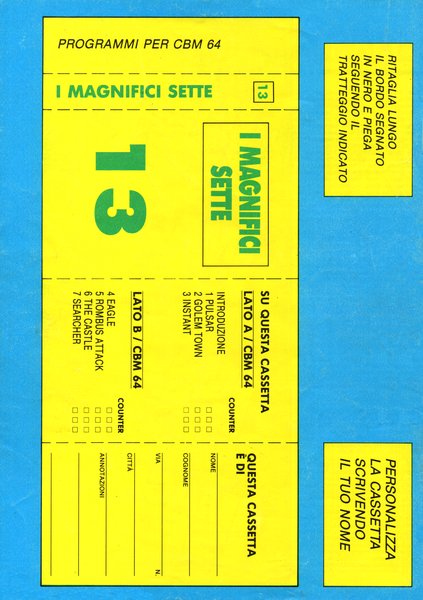 PROGRAMMI PER CBM 64
I MAGNIFICI SETTE 13
I MAGNIFICI
SETTE
13
SU QUESTA CASSETTA
LATO A / CBM 64
COUNTER
INTRODUZIONE
1 PULSAR
2 GOLEM TOWN
3 INSTANT
LATO B / CBM 64
COUNTER
4 EAGLE
5 ROMBUS ATTACK
6 THE CASTLE
7 SEARCHER
QUESTA CASSETTA
È DI
NOME
COGNOME
VIA N.
CITTÀ
ANNOTAZIONI
RITAGLIA LUNGO
IL BORDO SEGNATO
IN NERO E PIEGA
SEGUENDO IL
TRATTEGGIO INDICATO
PERSONALIZZA
LA CASSETTA
SCRIVENDO
IL TUO NOME